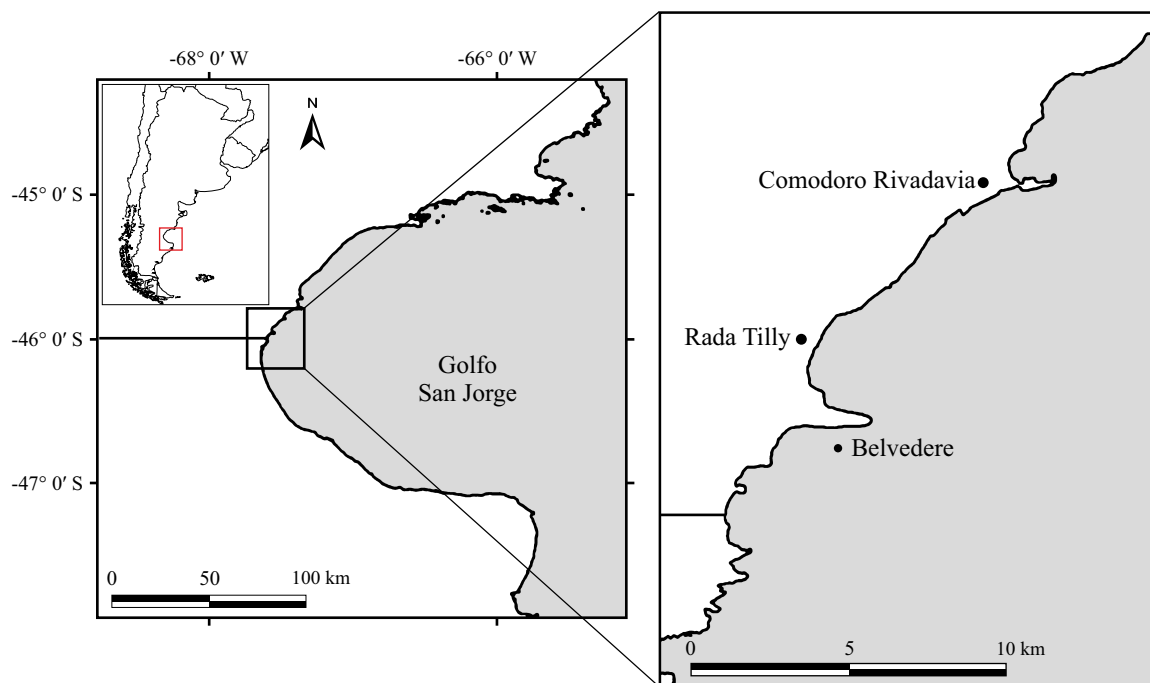 -68° 0′ W
-66° 0′ W
N
-45° 0′ S
-46° 0′ S
-47° 0′ S
Golfo
San Jorge
0
50
100 km
Comodoro Rivadavia
Rada Tilly
Belvedere
0
5
10 km